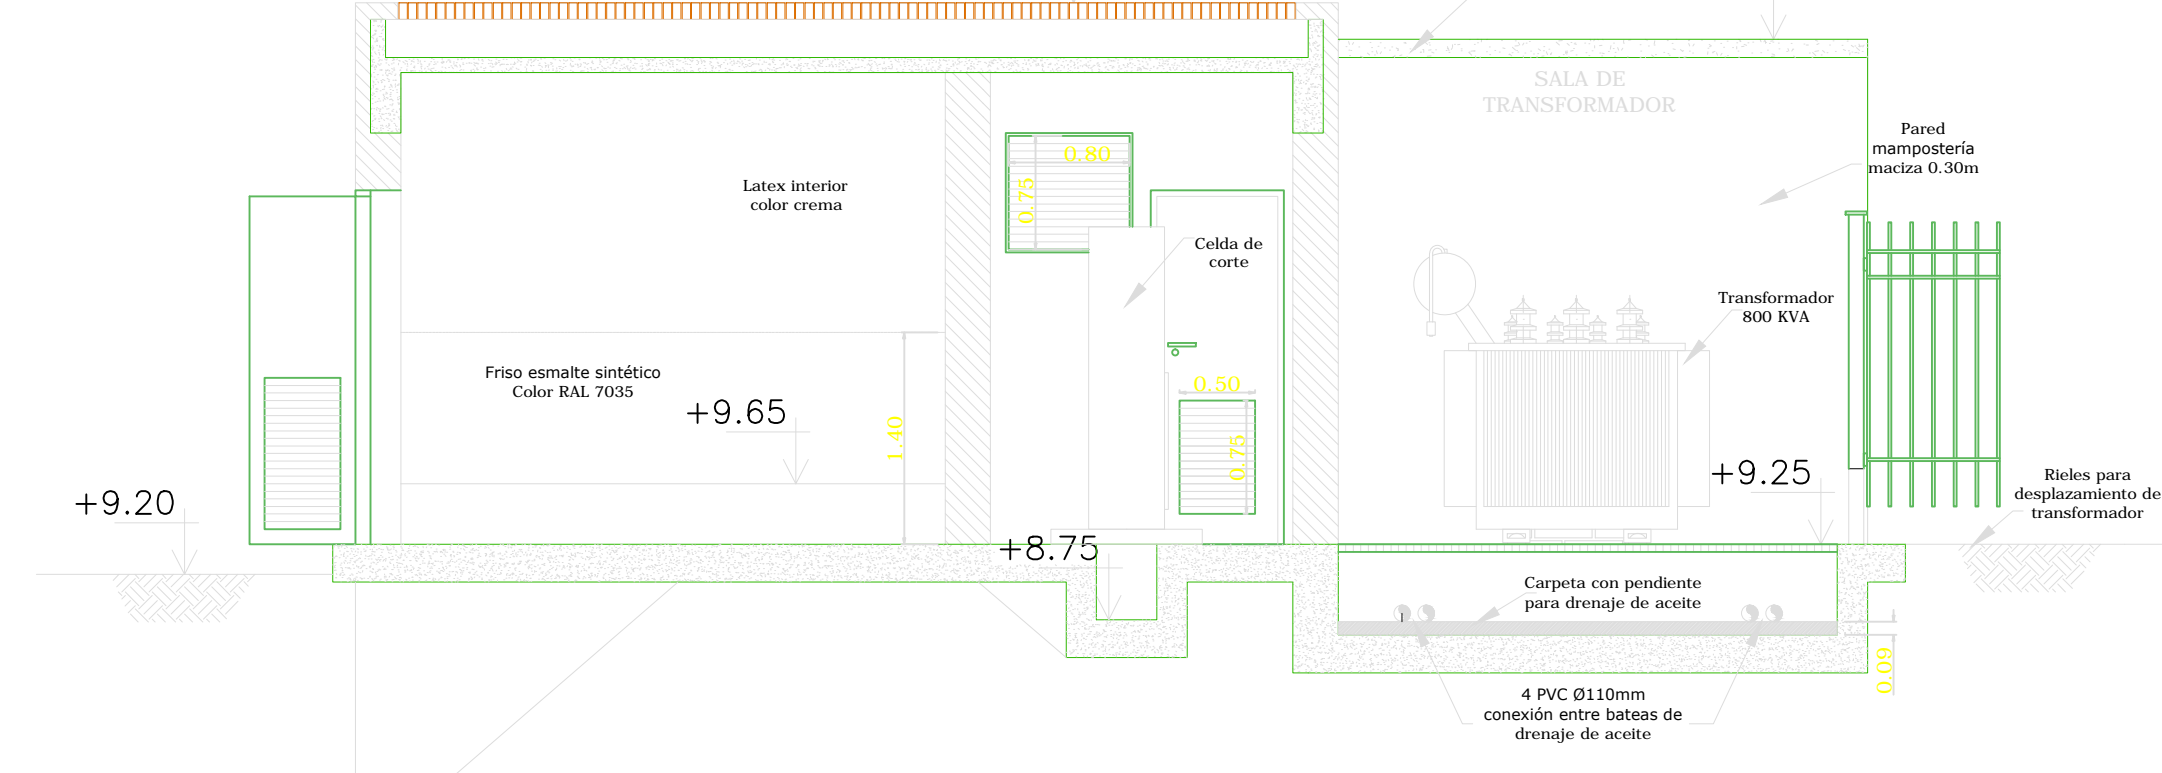 SALA DE
TRANSFORMADOR
Pared
mampostería
maciza 0.30m
0.80
0.75
Latex interior
color crema
Celda de
corte
Transformador
800 KVA
Friso esmalte sintético
Color RAL 7035
+9.65
1.40
0.50
0.75
+9.25
+9.20
Rieles para
desplazamiento de
transformador
+8.75
Carpeta con pendiente
para drenaje de aceite
0.09
4 PVC Ø110mm
conexión entre bateas de
drenaje de aceite